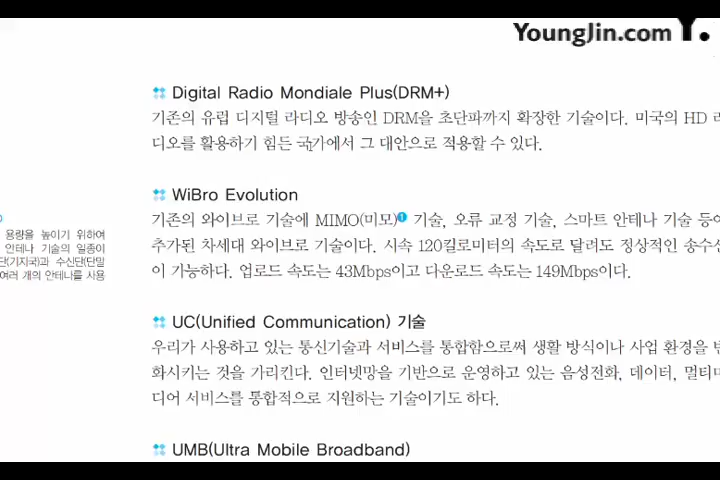 YoungJin.com Y.
Digital Radio Mondiale Plus(DRM+)
기존의 유럽 디지털 라디오 방송인 DRM을 초단파까지 확장한 기술이다. 미국의 HD 라
디오를 활용하기 힘든 국가에서 그 대안으로 적용할 수 있다.
WiBro Evolution
기존의 와이브로 기술에 MIMO(미모)❶ 기술, 오류 교정 기술, 스마트 안테나 기술 등이
추가된 차세대 와이브로 기술이다. 시속 120킬로미터의 속도로 달려도 정상적인 송수신
이 가능하다. 업로드 속도는 43Mbps이고 다운로드 속도는 149Mbps이다.
용량을 높이기 위하여
안테나 기술의 일종이
단(기지국)과 수신단(단말
여러 개의 안테나를 사용
UC(Unified Communication) 기술
우리가 사용하고 있는 통신기술과 서비스를 통합함으로써 생활 방식이나 사업 환경을 변
화시키는 것을 가리킨다. 인터넷망을 기반으로 운영하고 있는 음성전화, 데이터, 멀티미
디어 서비스를 통합적으로 지원하는 기술이기도 하다.
UMB(Ultra Mobile Broadband)